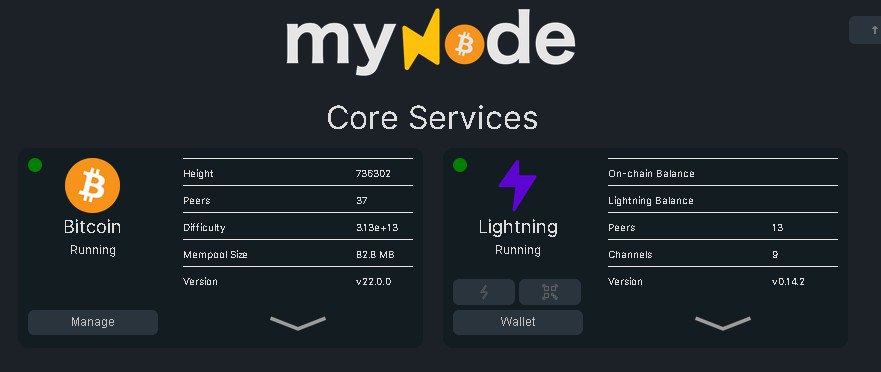 myNode
Core Services
Bitcoin
Running
Height 736302
Peers 37
Difficulty 3.13e+13
Mempool Size 82.8 MB
Version v22.0.0
Manage
Lightning
Running
On-chain Balance
Lightning Balance
Peers 13
Channels 9
Version v0.14.2
Wallet